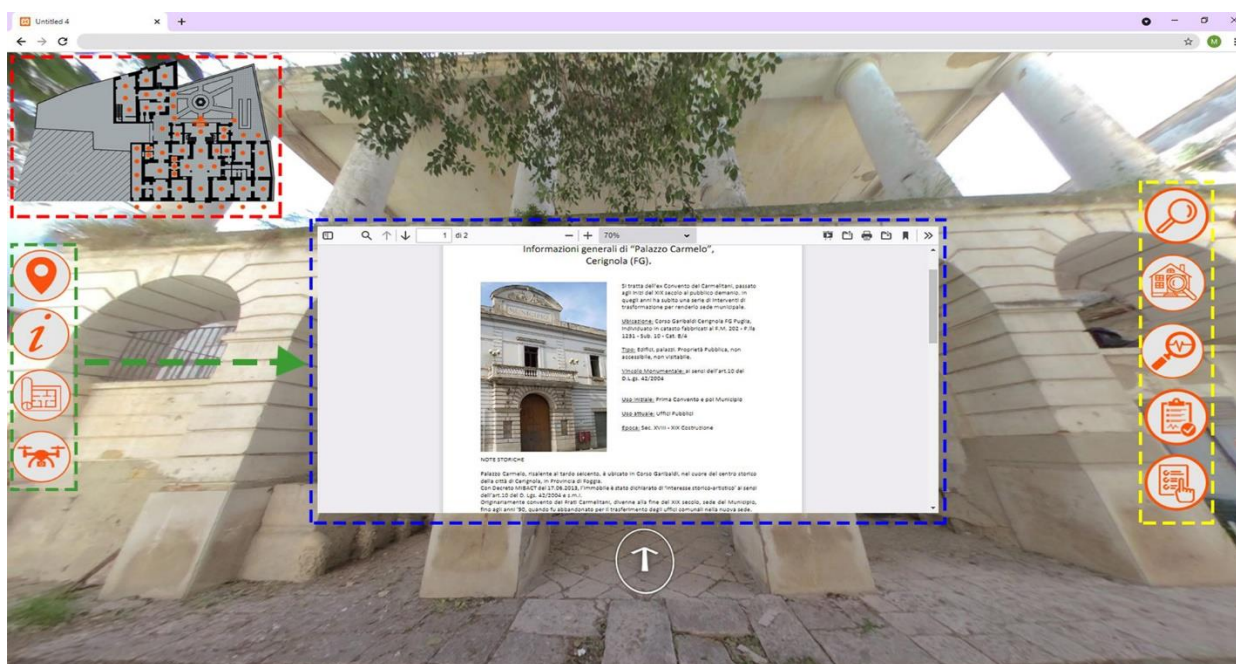 Untitled 4
M
1 di 2
70%
Informazioni generali di "Palazzo Carmelo",
Cerignola (FG).
Si tratta dell'ex Convento dei Carmelitani, passato
agli inizi del XIX secolo al pubblico demanio. In
quegli anni ha subito una serie di interventi di
trasformazione per renderlo sede municipale.
Ubicazione: Corso Garibaldi Cerignola FG Puglia,
individuato in catasto fabbricati al F.M. 202 - P.lla
1231 - Sub. 10 - Cat. B/4
Tipo: Edifici, palazzi. Proprietà Pubblica, non
accessibile, non visitabile.
Vincolo Monumentale: ai sensi dell'art.10 del
D.Lgs. 42/2004
Uso iniziale: Prima Convento e poi Municipio
Uso attuale: Uffici Pubblici
Epoca: Sec. XVIII - XIX Costruzione
NOTE STORICHE
Palazzo Carmelo, risalente al tardo seicento, è ubicato in Corso Garibaldi, nel cuore del centro storico
della città di Cerignola, in Provincia di Foggia.
Con Decreto MIBACT del 17.06.2013, l'immobile è stato dichiarato di "interesse storico-artistico" ai sensi
dell'art.10 del D. Lgs. 42/2004 e s.m.i.
Originariamente convento dei Frati Carmelitani, divenne alla fine del XIX secolo, sede del Municipio,
fino agli anni '90, quando fu abbandonato per il trasferimento degli uffici comunali nella nuova sede.